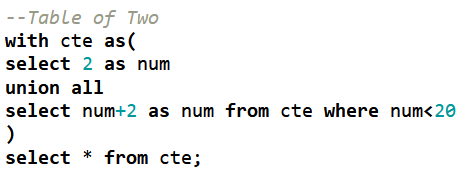 --Table of Two
with cte as(
select 2 as num
union all
select num+2 as num from cte where num<20
)
select * from cte;